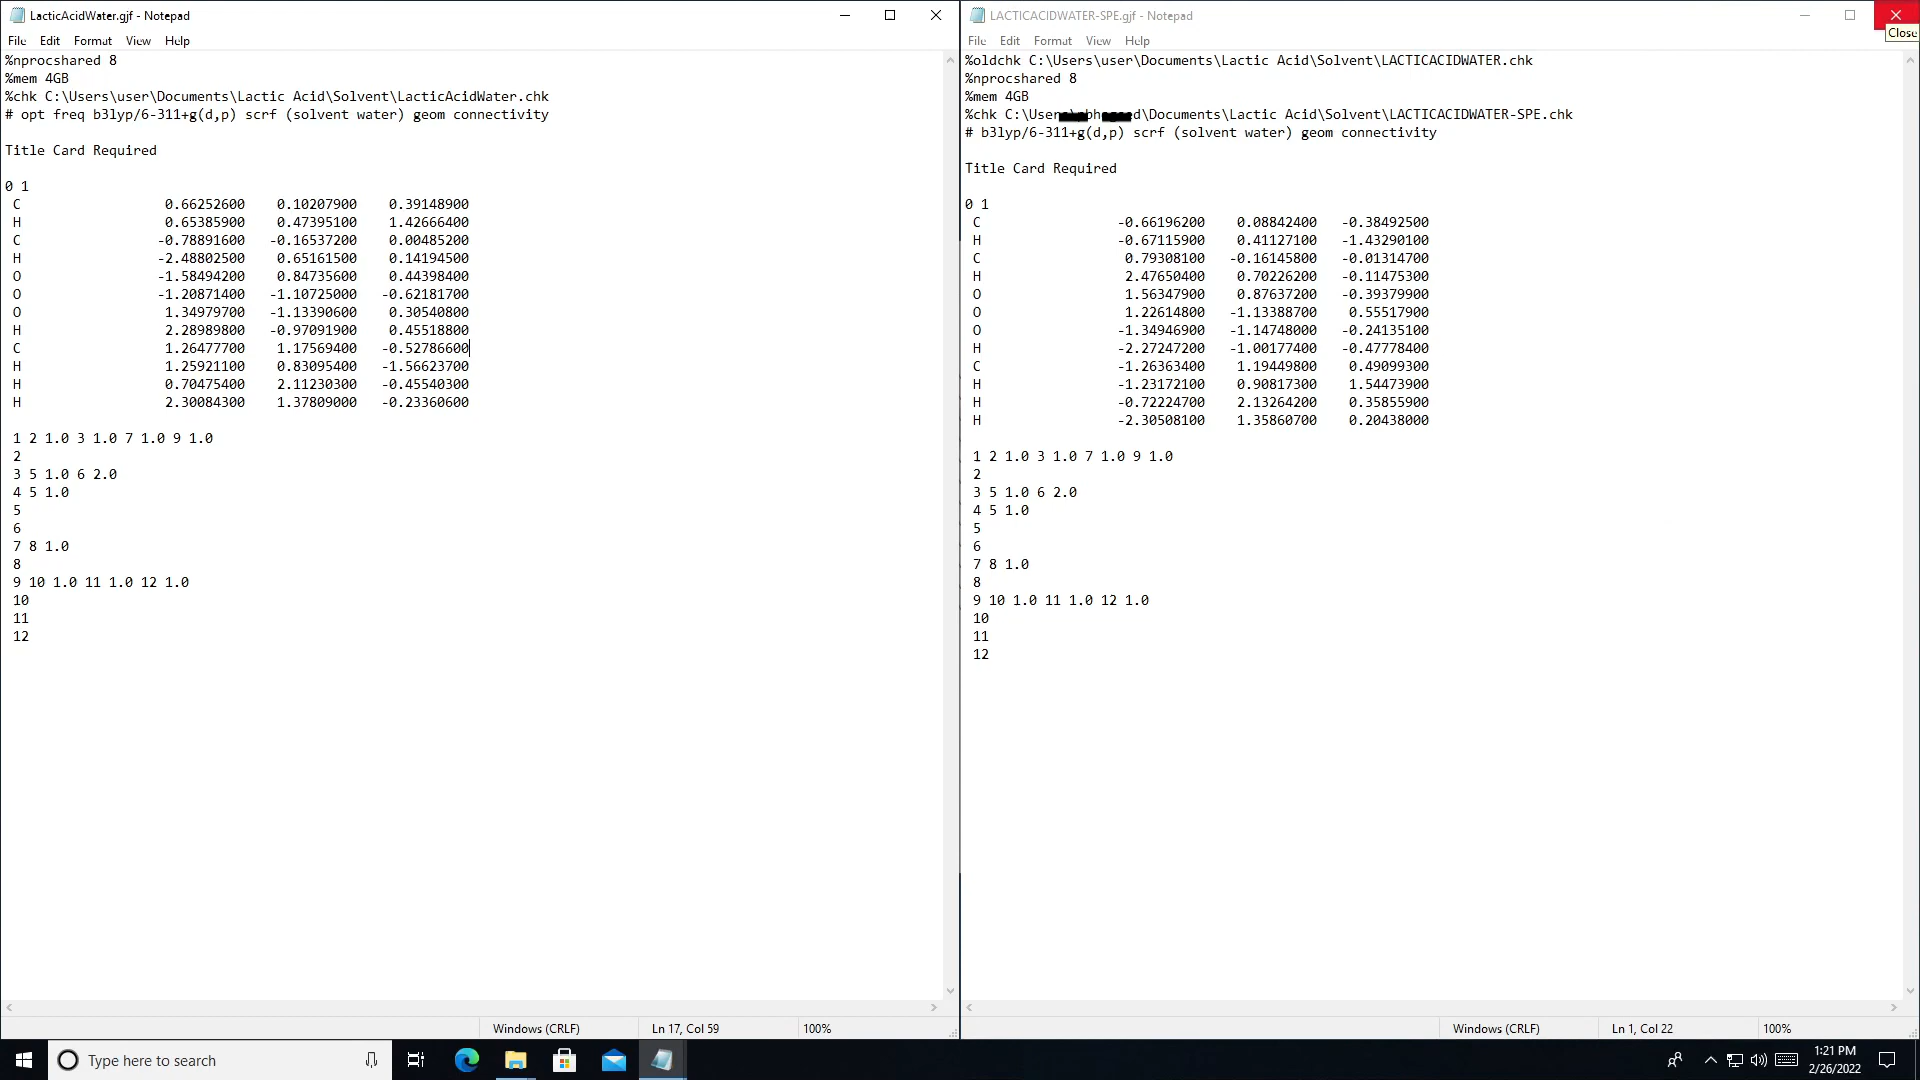 LacticAcidWater.gjf - Notepad
File Edit Format View Help
%nprocshared 8
%mem 4GB
%chk C:\Users\user\Documents\Lactic Acid\Solvent\LacticAcidWater.chk
# opt freq b3lyp/6-311+g(d,p) scrf (solvent water) geom connectivity
Title Card Required
0 1
C 0.66252600 0.10207900 0.39148900
H 0.65385900 0.47395100 1.42666400
C -0.78891600 -0.16537200 0.00485200
H -2.48802500 0.65161500 0.14194500
O -1.58494200 0.84735600 0.44398400
O -1.20871400 -1.10725000 -0.62181700
O 1.34979700 -1.13390600 0.30540800
H 2.28989800 -0.97091900 0.45518800
C 1.26477700 1.17569400 -0.52786600
H 1.25921100 0.83095400 -1.56623700
H 0.70475400 2.11230300 -0.45540300
H 2.30084300 1.37809000 -0.23360600
1 2 1.0 3 1.0 7 1.0 9 1.0
2
3 5 1.0 6 2.0
4 5 1.0
5
6
7 8 1.0
8
9 10 1.0 11 1.0 12 1.0
10
11
12
Windows (CRLF) Ln 17, Col 59 100%
LACTICACIDWATER-SPE.gjf - Notepad
Close
File Edit Format View Help
%oldchk C:\Users\user\Documents\Lactic Acid\Solvent\LACTICACIDWATER.chk
%nprocshared 8
%mem 4GB
%chk C:\User d\Documents\Lactic Acid\Solvent\LACTICACIDWATER-SPE.chk
# b3lyp/6-311+g(d,p) scrf (solvent water) geom connectivity
Title Card Required
0 1
C -0.66196200 0.08842400 -0.38492500
H -0.67115900 0.41127100 -1.43290100
C 0.79308100 -0.16145800 -0.01314700
H 2.47650400 0.70226200 -0.11475300
O 1.56347900 0.87637200 -0.39379900
O 1.22614800 -1.13388700 0.55517900
O -1.34946900 -1.14748000 -0.24135100
H -2.27247200 -1.00177400 -0.47778400
C -1.26363400 1.19449800 0.49099300
H -1.23172100 0.90817300 1.54473900
H -0.72224700 2.13264200 0.35855900
H -2.30508100 1.35860700 0.20438000
1 2 1.0 3 1.0 7 1.0 9 1.0
2
3 5 1.0 6 2.0
4 5 1.0
5
6
7 8 1.0
8
9 10 1.0 11 1.0 12 1.0
10
11
12
Windows (CRLF) Ln 1, Col 22 100%
Type here to search
1:21 PM
2/26/2022